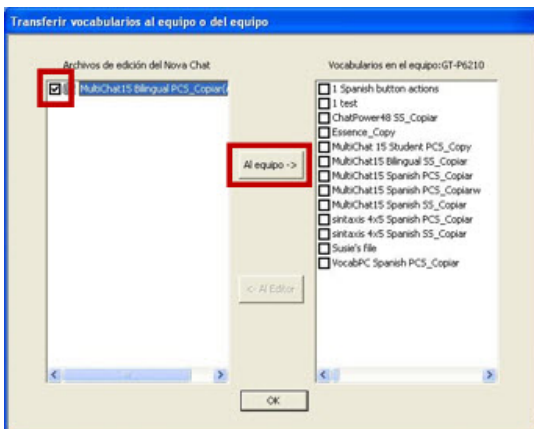 Transferir vocabularios al equipo o del equipo
Archivos de edición del Nova Chat
MultiChat15 Bilingual PCS_Copiar(
Al equipo ->
<- Al Editor
Vocabularios en el equipo:GT-P6210
1 Spanish button actions
1 test
ChatPower48 SS_Copiar
Essence_Copy
MultiChat 15 Student PCS_Copy
MultiChat15 Bilingual SS_Copiar
MultiChat15 Spanish PCS_Copiar
MultiChat15 Spanish PCS_Copiarw
MultiChat15 Spanish SS_Copiar
sintaxis 4x5 Spanish PCS_Copiar
sintaxis 4x5 Spanish SS_Copiar
Susie's file
VocabPC Spanish PCS_Copiar
OK